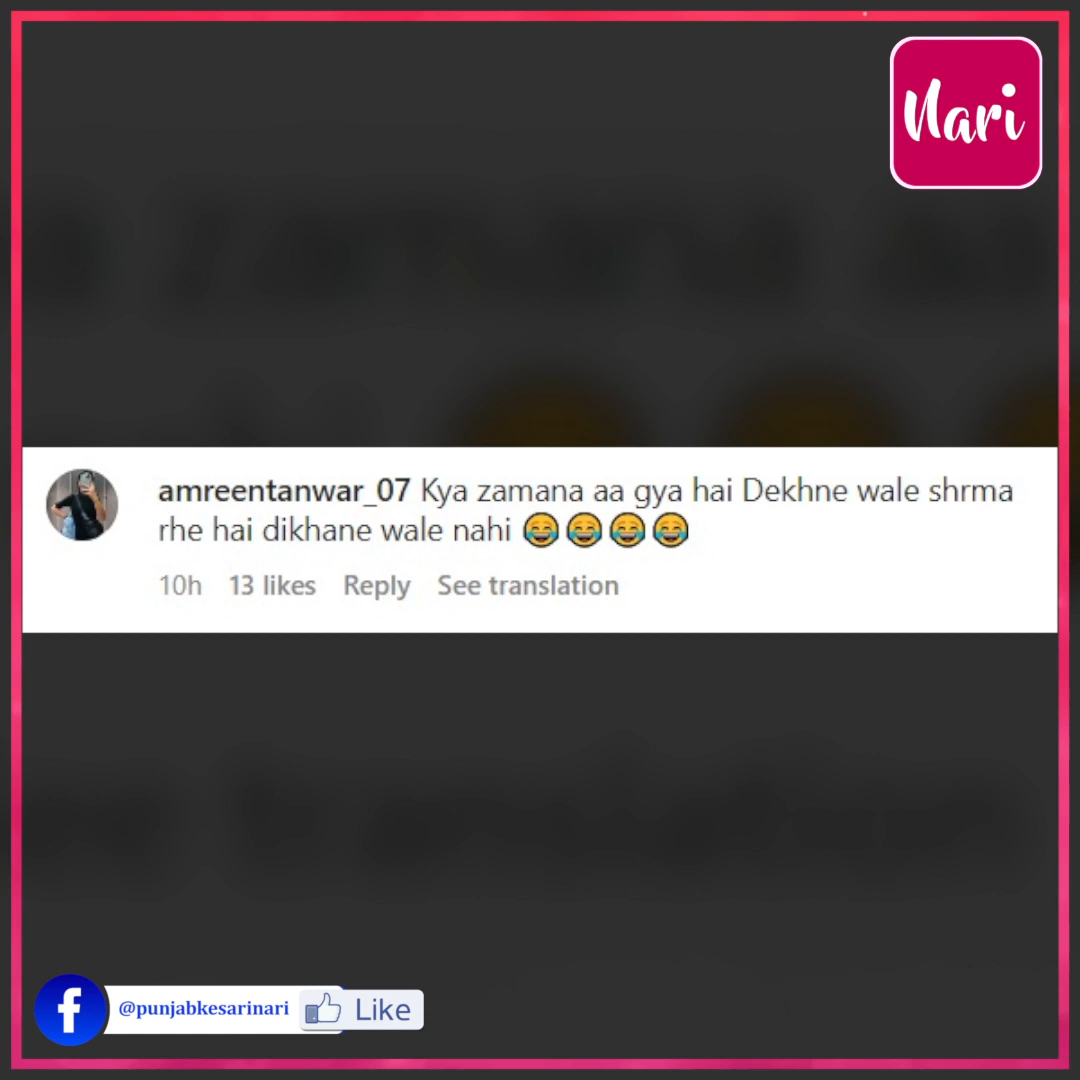 Nari
amreentanwar_07 Kya zamana aa gya hai Dekhne wale shrma
rhe hai dikhane wale nahi 😂😂😂😂
10h 13 likes Reply See translation
@punjabkesarinari Like